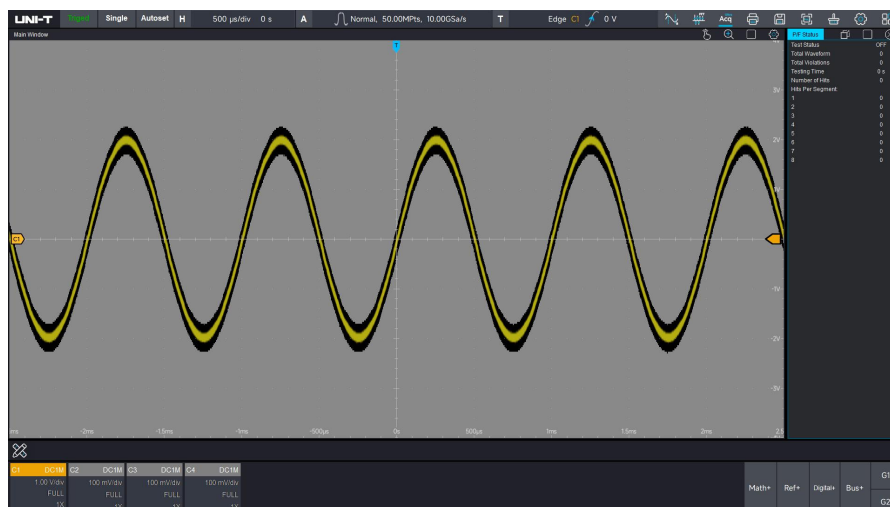 UNI-T Triged Single Autoset H 500 μs/div 0 s A Normal, 50.00MPts, 10.00GSa/s T Edge C1 0 V Acq
Main Window
T
P/F Status
Test Status OFF
Total Waveform 0
Total Violations 0
Testing Time 0 s
Number of Hits 0
Hits Per Segment:
1 0
2 0
3 0
4 0
5 0
6 0
7 0
8 0
3V
2V
C1
-1V
-2V
-3V
-2ms -1.5ms -1ms -500μs 0s 500μs 1ms 1.5ms 2ms 2.5
C1 DC1M C2 DC1M C3 DC1M C4 DC1M
1.00 V/div 100 mV/div 100 mV/div 100 mV/div
FULL FULL FULL FULL
1X 1X 1X 1X
Math+ Ref+ Digital+ Bus+
G1
G2